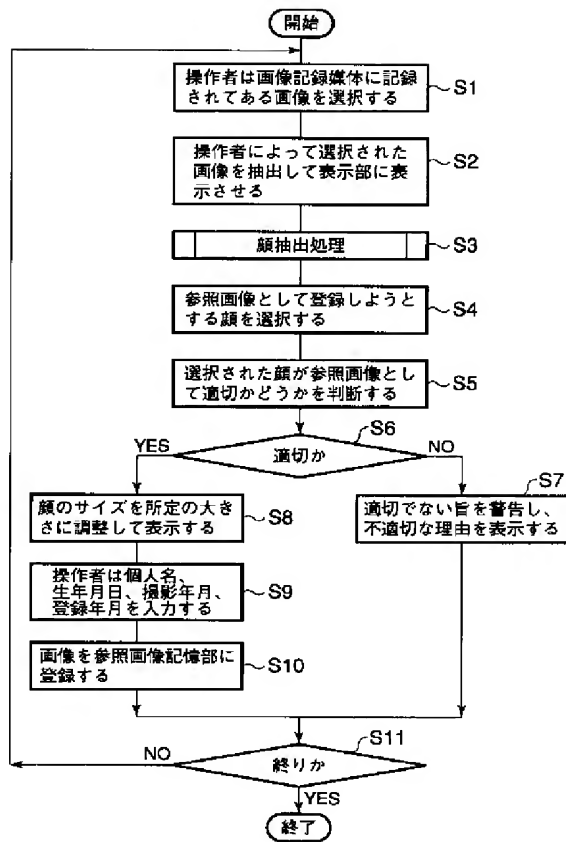 開始
操作者は画像記録媒体に記録
されてある画像を選択する
S1
操作者によって選択された
画像を抽出して表示部に表
示させる
S2
顔抽出処理
S3
参照画像として登録しようと
する顔を選択する
S4
選択された顔が参照画像とし
て適切かどうかを判断する
S5
S6
YES
適切か
NO
S7
適切でない旨を警告し、
不適切な理由を表示する
顔のサイズを所定の大き
さに調整して表示する
S8
操作者は個人名、
生年月日、撮影年月、
登録年月を入力する
S9
画像を参照画像記憶部に
登録する
S10
S11
NO
終りか
YES
終了